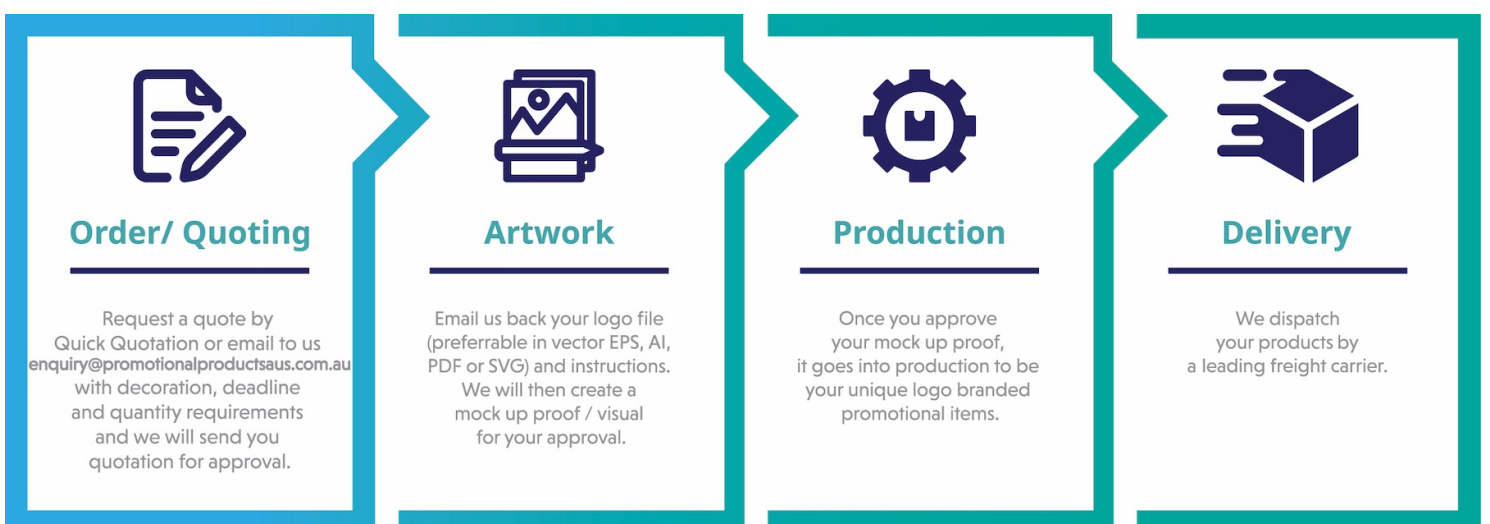 Order/ Quoting
Request a quote by
Quick Quotation or email to us
enquiry@promotionalproductsaus.com.au
with decoration, deadline
and quantity requirements
and we will send you
quotation for approval.
Artwork
Email us back your logo file
(preferrable in vector EPS, AI,
PDF or SVG) and instructions.
We will then create a
mock up proof / visual
for your approval.
Production
Once you approve
your mock up proof,
it goes into production to be
your unique logo branded
promotional items.
Delivery
We dispatch
your products by
a leading freight carrier.